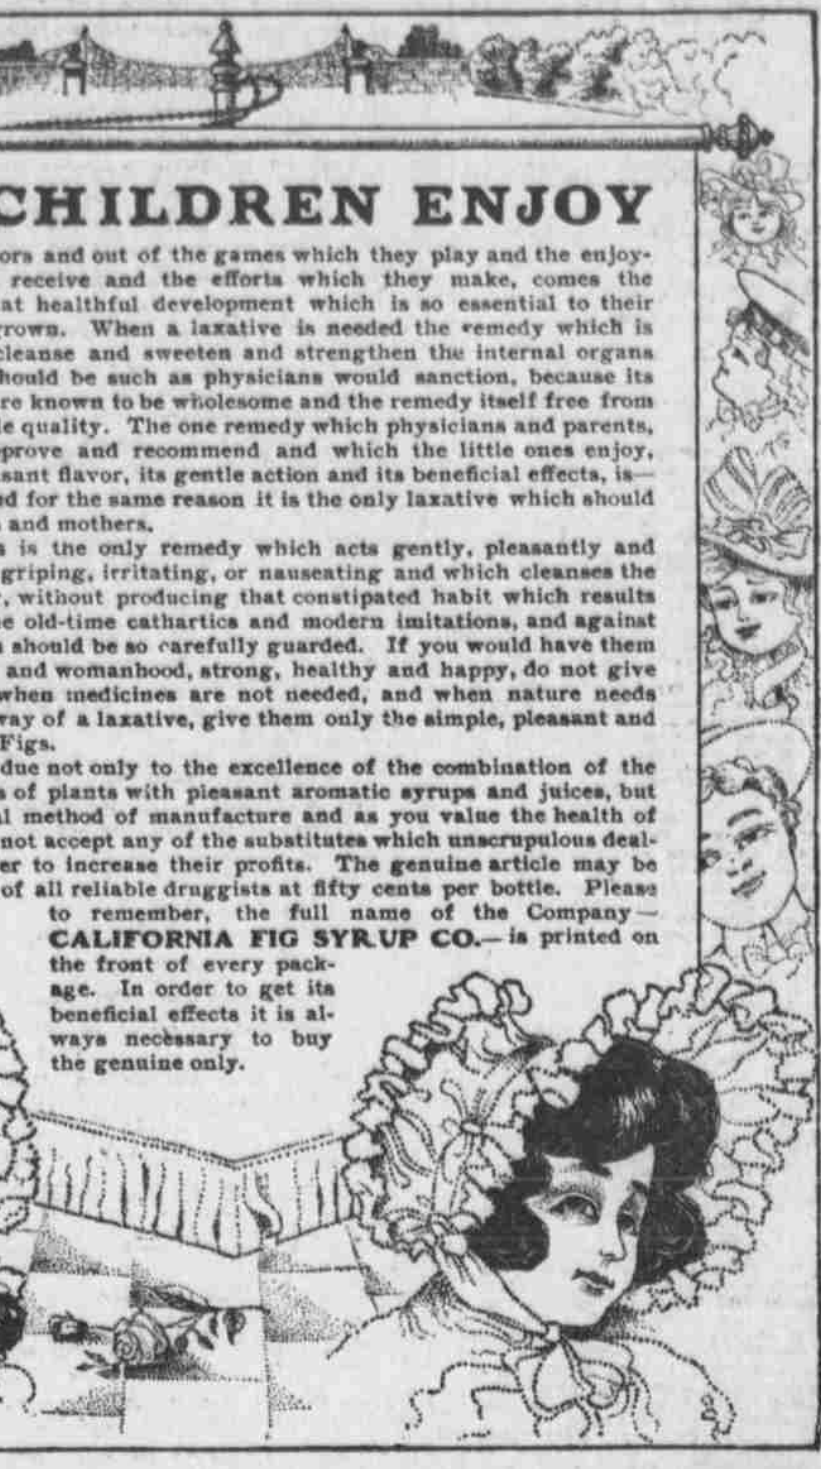 CHILDREN ENJOY
ors and out of the games which they play and the enjoy-
receive and the efforts which they make, comes the
at healthful development which is so essential to their
grown. When a laxative is needed the remedy which is
cleanse and sweeten and strengthen the internal organs
hould be such as physicians would sanction, because its
re known to be wholesome and the remedy itself free from
le quality. The one remedy which physicians and parents,
prove and recommend and which the little ones enjoy,
sant flavor, its gentle action and its beneficial effects, is—
ed for the same reason it is the only laxative which should
and mothers.
s is the only remedy which acts gently, pleasantly and
griping, irritating, or nauseating and which cleanses the
, without producing that constipated habit which results
e old-time cathartics and modern imitations, and against
should be so carefully guarded. If you would have them
and womanhood, strong, healthy and happy, do not give
when medicines are not needed, and when nature needs
way of a laxative, give them only the simple, pleasant and
Figs.
due not only to the excellence of the combination of the
s of plants with pleasant aromatic syrups and juices, but
l method of manufacture and as you value the health of
not accept any of the substitutes which unscrupulous deal-
er to increase their profits. The genuine article may be
of all reliable druggists at fifty cents per bottle. Please
to remember, the full name of the Company—
CALIFORNIA FIG SYRUP CO.—is printed on
the front of every pack-
age. In order to get its
beneficial effects it is al-
ways necessary to buy
the genuine only.